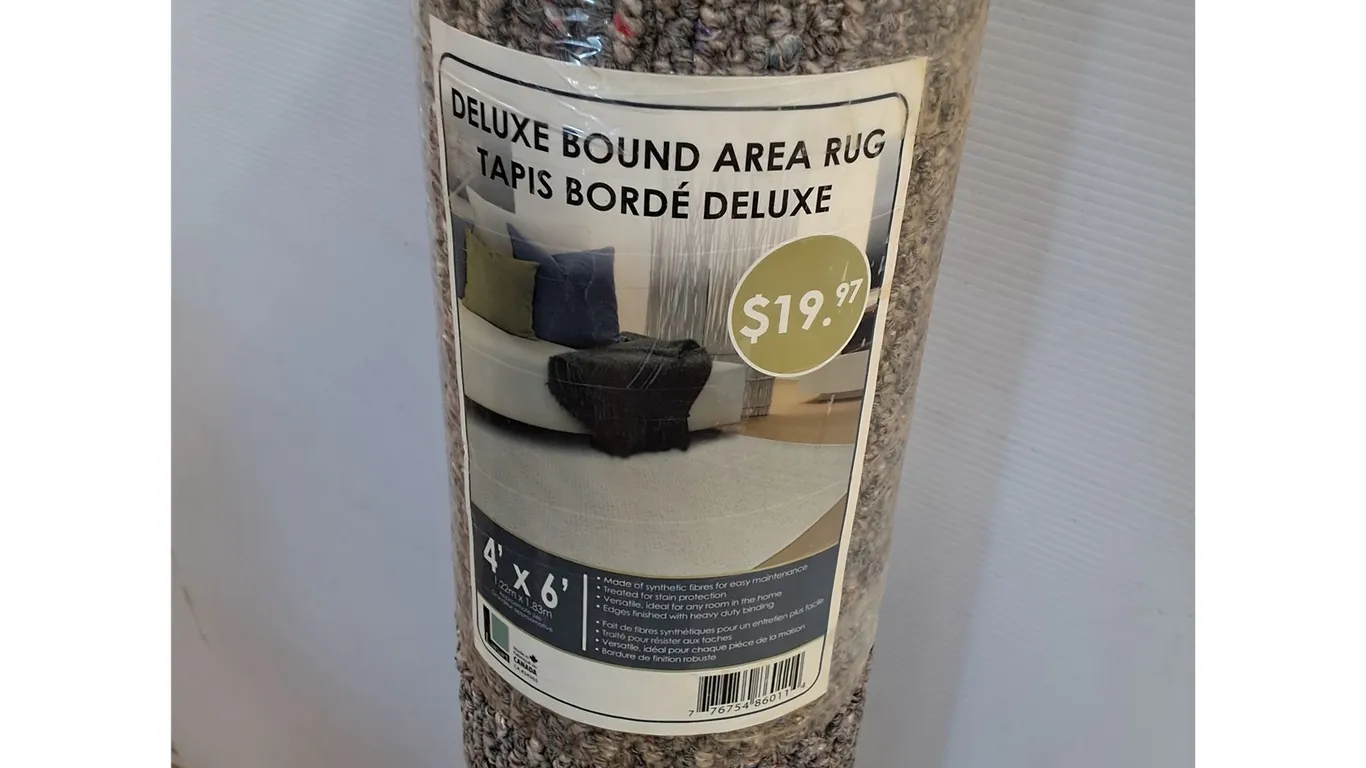 DELUXE BOUND AREA RUG
TAPIS BORDÉ DELUXE
$19.97
4' x 6'
1.22m x 1.83m
• Made of synthetic fibres for easy maintenance
• Treated for stain protection
• Versatile, ideal for any room in the home
• Edges finished with heavy duty binding
• Fait de fibres synthétiques pour un entretien plus facile
• Traité pour résister aux taches
• Versatile, idéal pour chaque pièce de la maison
• Bordure de finition robuste
CANADA
7 76754 86011 4